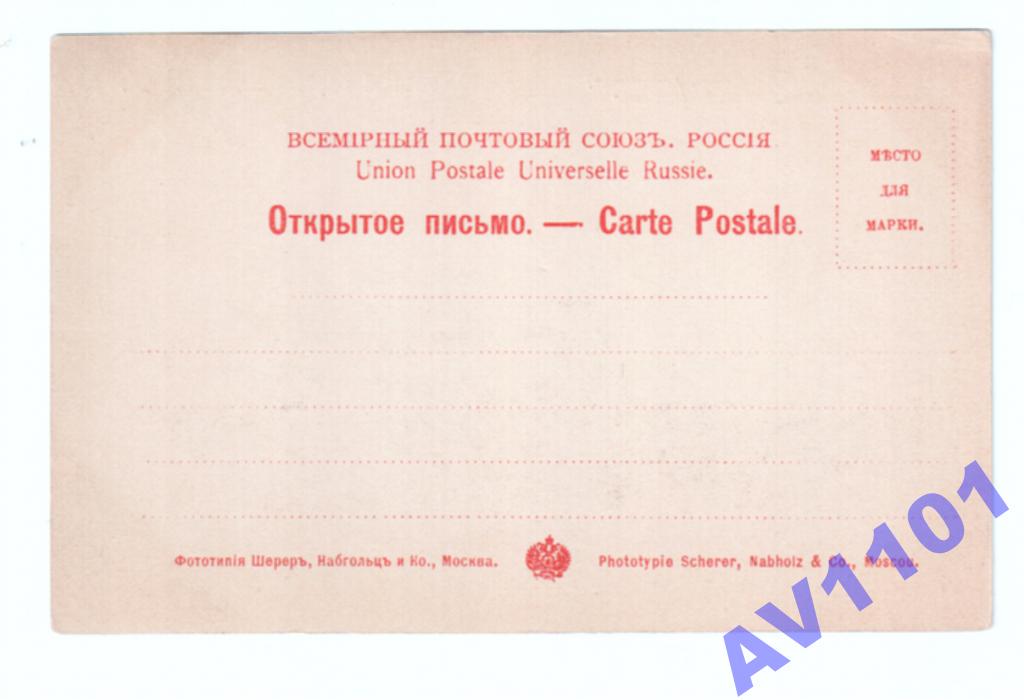 ВСЕМІРНЫЙ ПОЧТОВЫЙ СОЮЗЪ. РОССІЯ
Union Postale Universelle Russie.
Открытое письмо. — Carte Postale.
МѢСТО
ДЛЯ
МАРКИ.
Фототипія Шереръ, Набгольцъ и Ко., Москва.
Phototypie Scherer, Nabholz & Co., Moscou.
AV1101